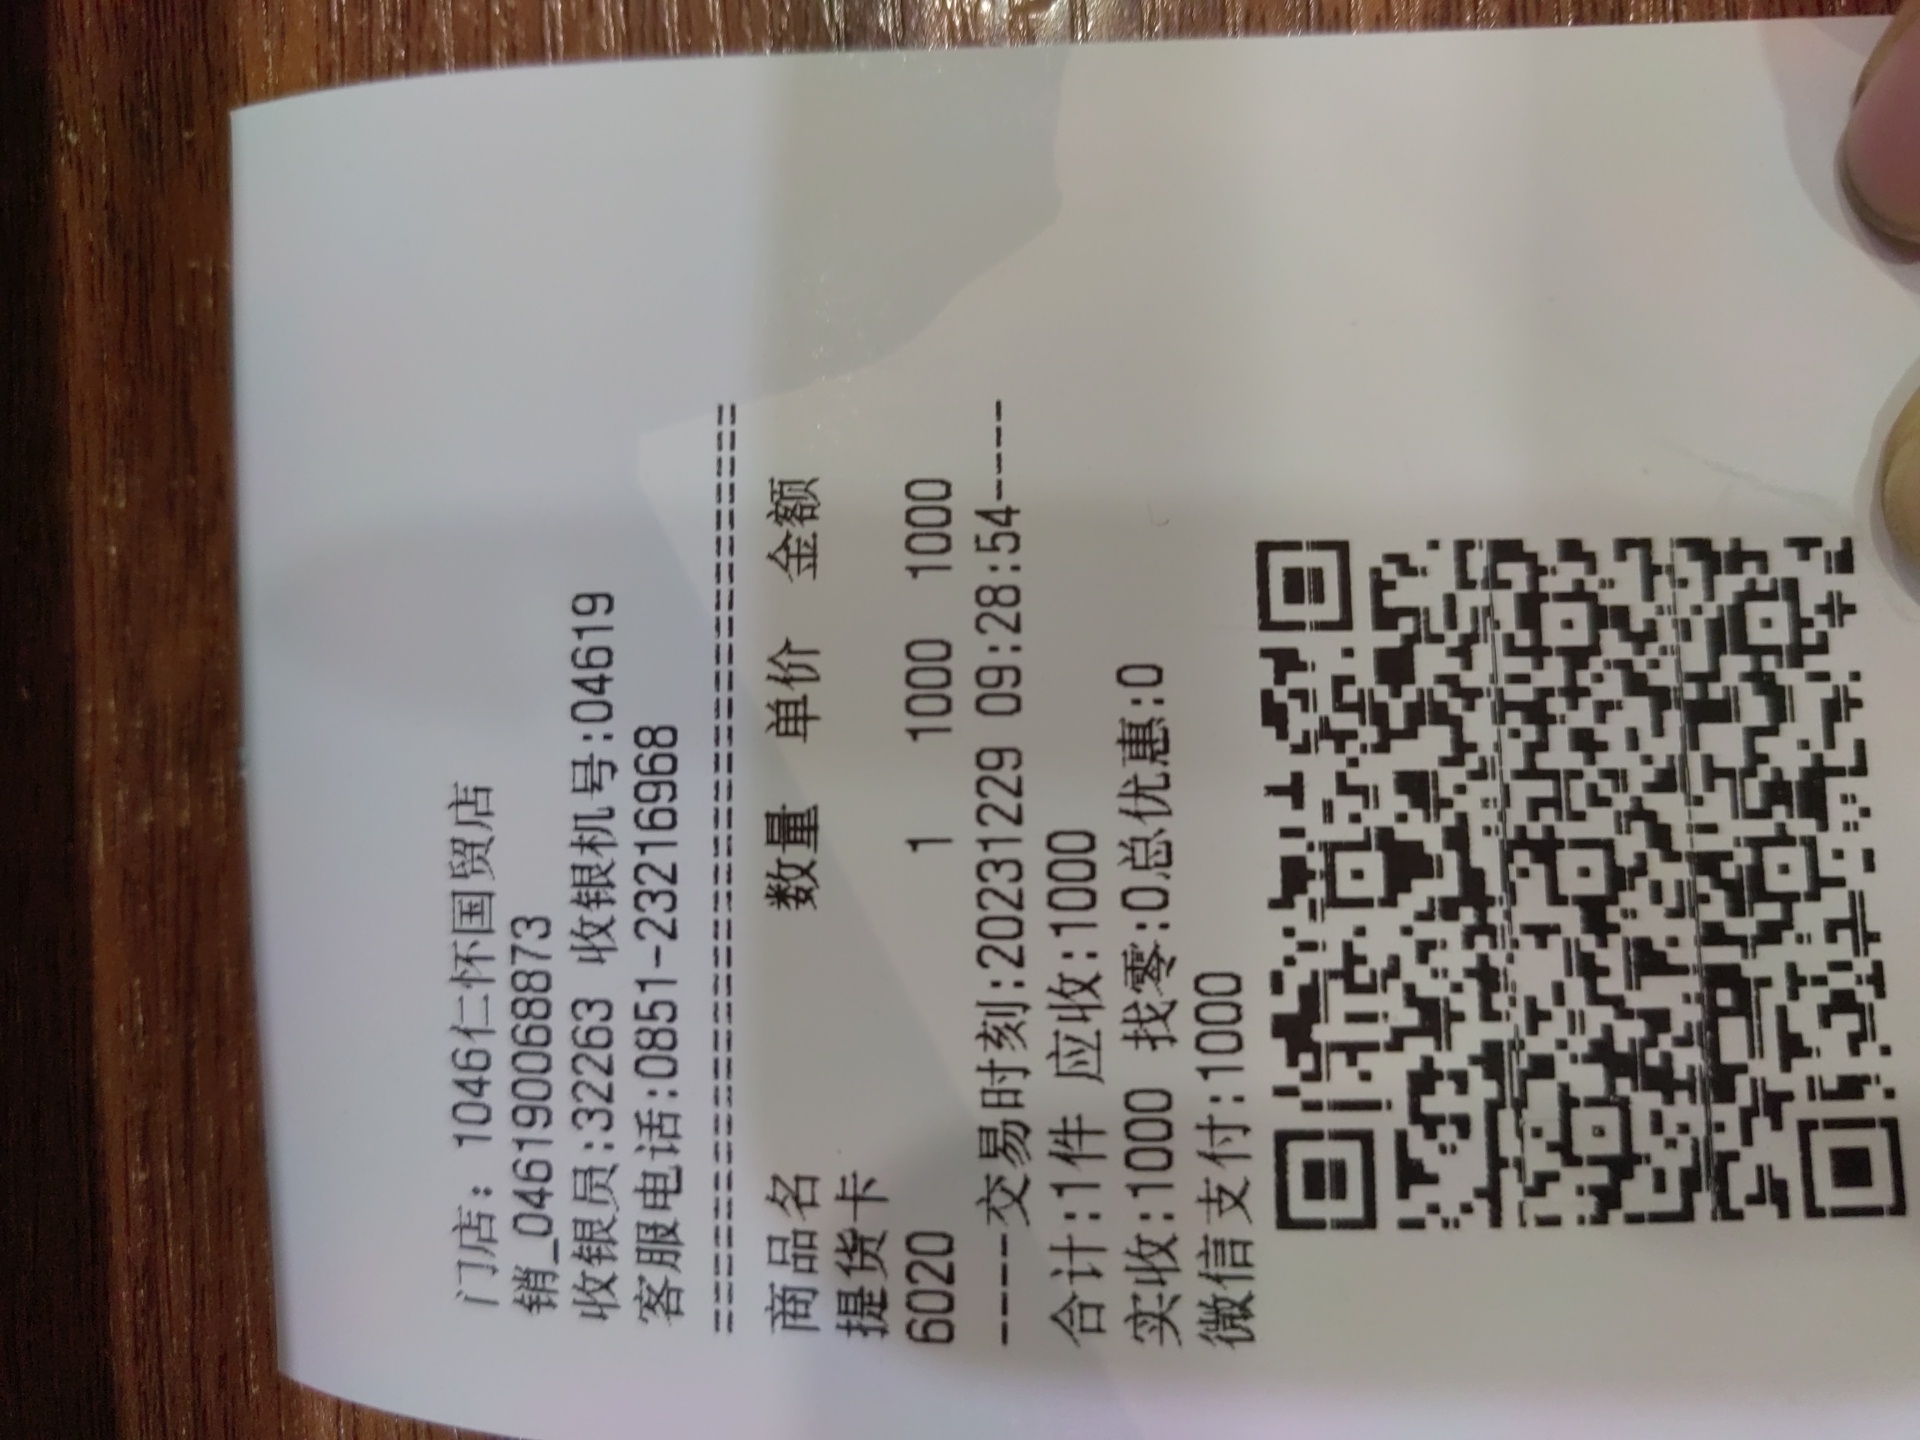 门店: 1046仁怀国贸店
销_0461900068873
收银员:32263 收银机号:04619
客服电话:0851-23216968
================================
商品名 数量 单价 金额
提货卡
6020 1 1000 1000
-----交易时刻:20231229 09:28:54-----
合计:1件 应收:1000
实收:1000 找零:0总优惠:0
微信支付:1000